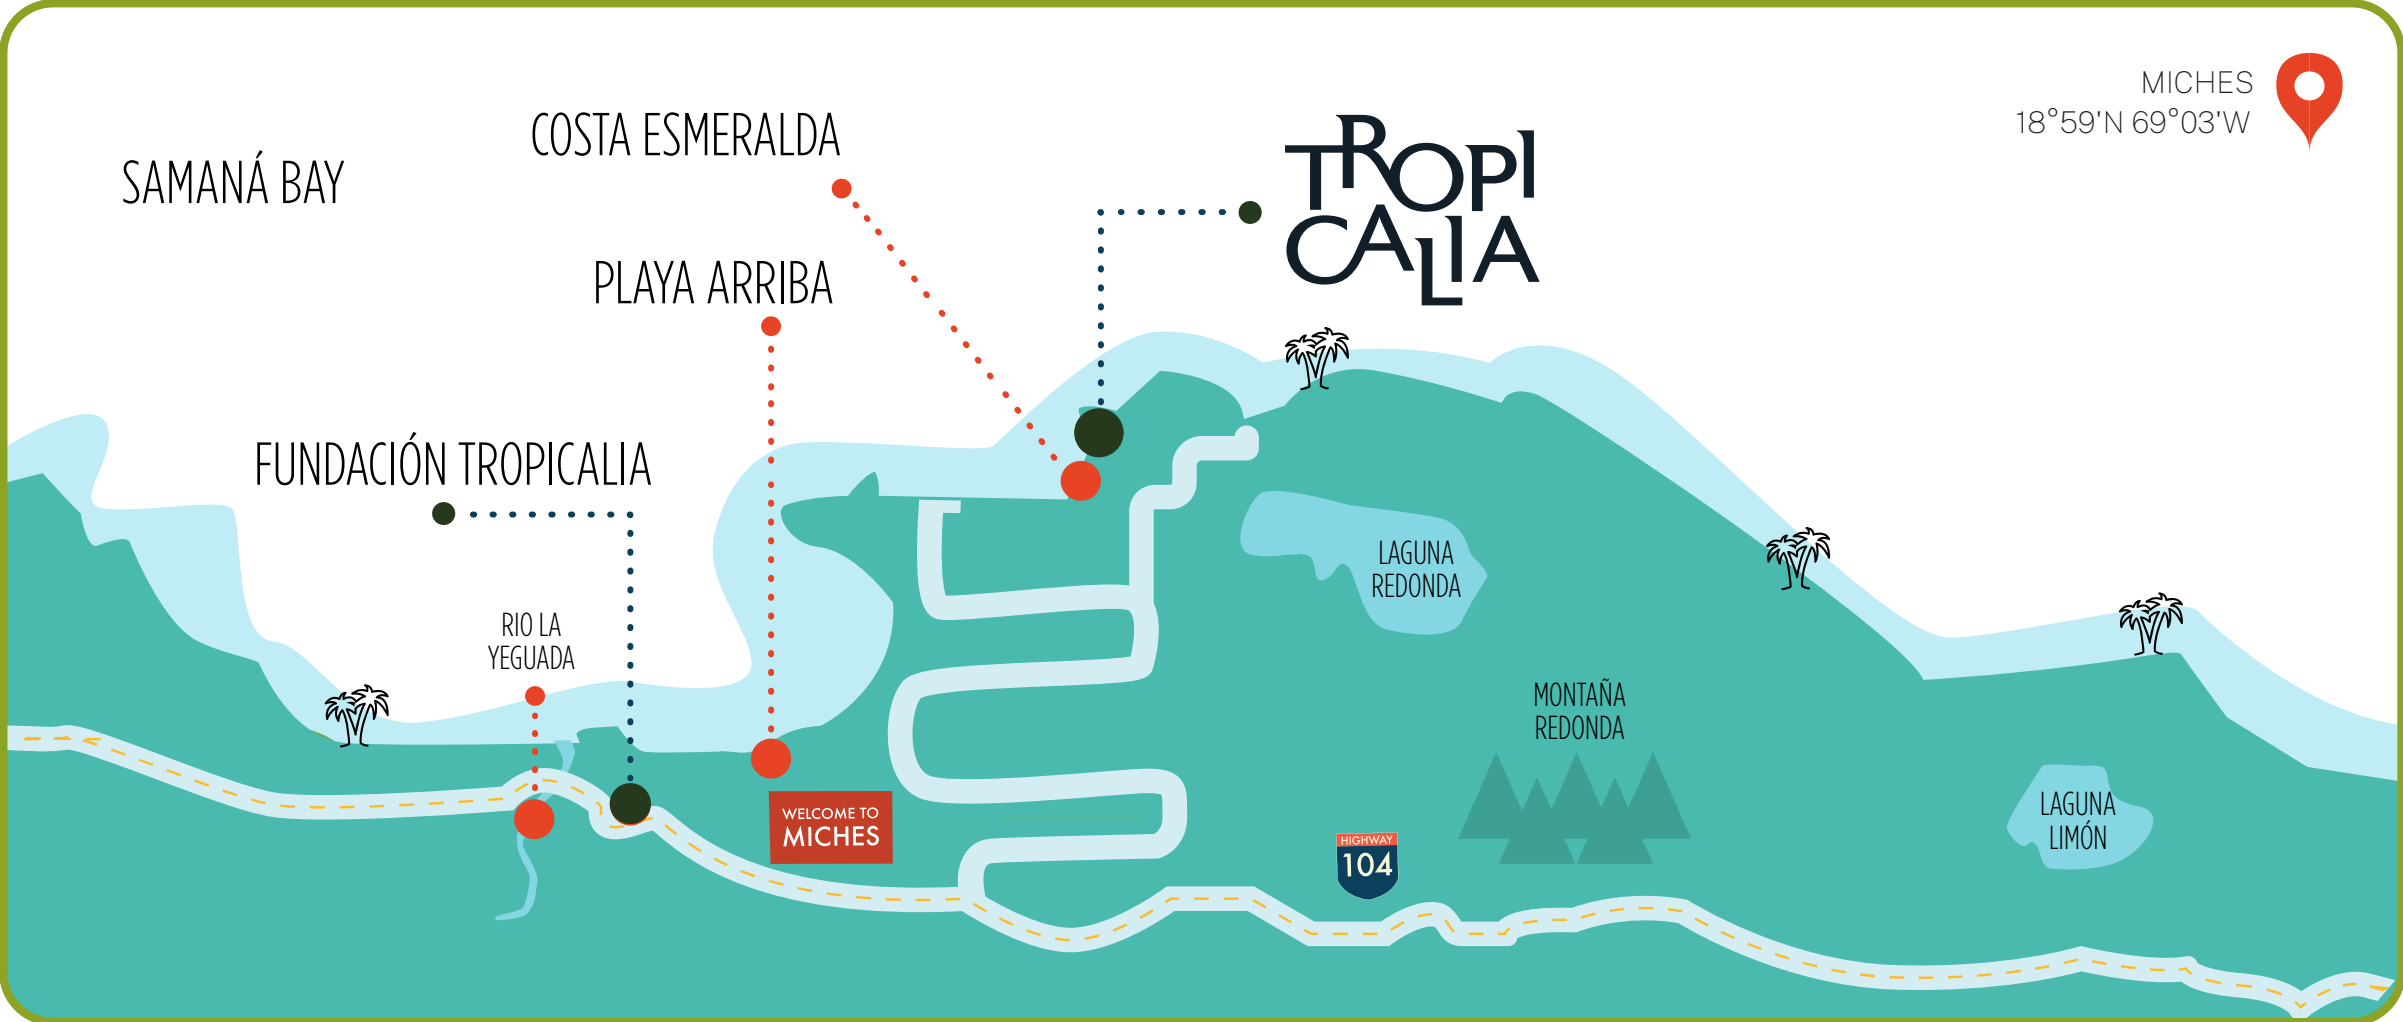 MICHES
18°59'N 69°03'W
COSTA ESMERALDA
SAMANÁ BAY
TROPI
CALIA
PLAYA ARRIBA
FUNDACIÓN TROPICALIA
LAGUNA
REDONDA
RIO LA
YEGUADA
MONTAÑA
REDONDA
WELCOME TO
MICHES
HIGHWAY
104
LAGUNA
LIMÓN